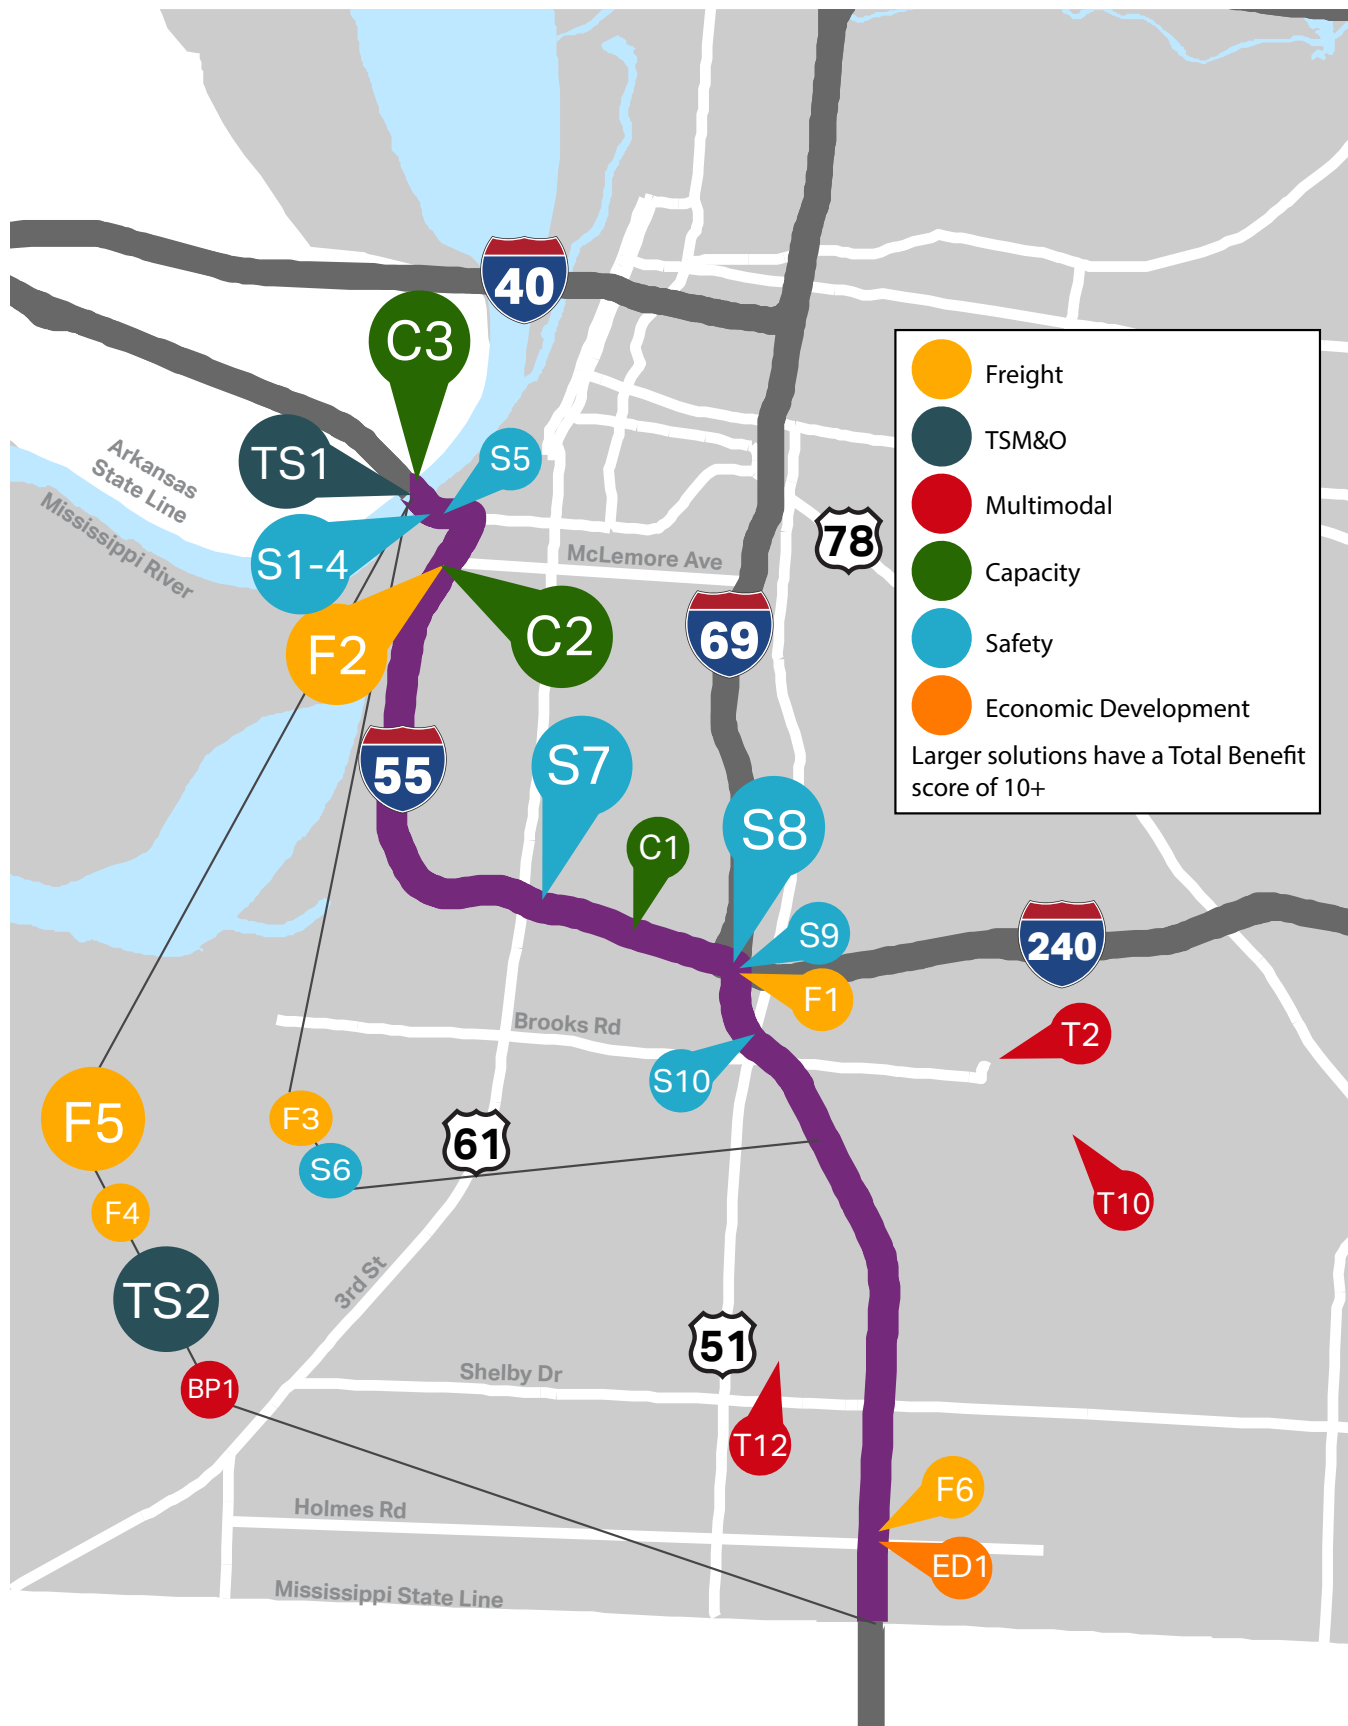 40
C3
Freight
TSM&O
Multimodal
Capacity
Safety
Economic Development
Larger solutions have a Total Benefit
score of 10+
Arkansas
State Line
Mississippi River
TS1
S5
S1-4
McLemore Ave
78
F2
C2
69
55
S7
C1
S8
S9
240
F1
Brooks Rd
T2
S10
F5
F3
61
S6
F4
T10
TS2
3rd St
51
BP1
Shelby Dr
T12
F6
Holmes Rd
ED1
Mississippi State Line